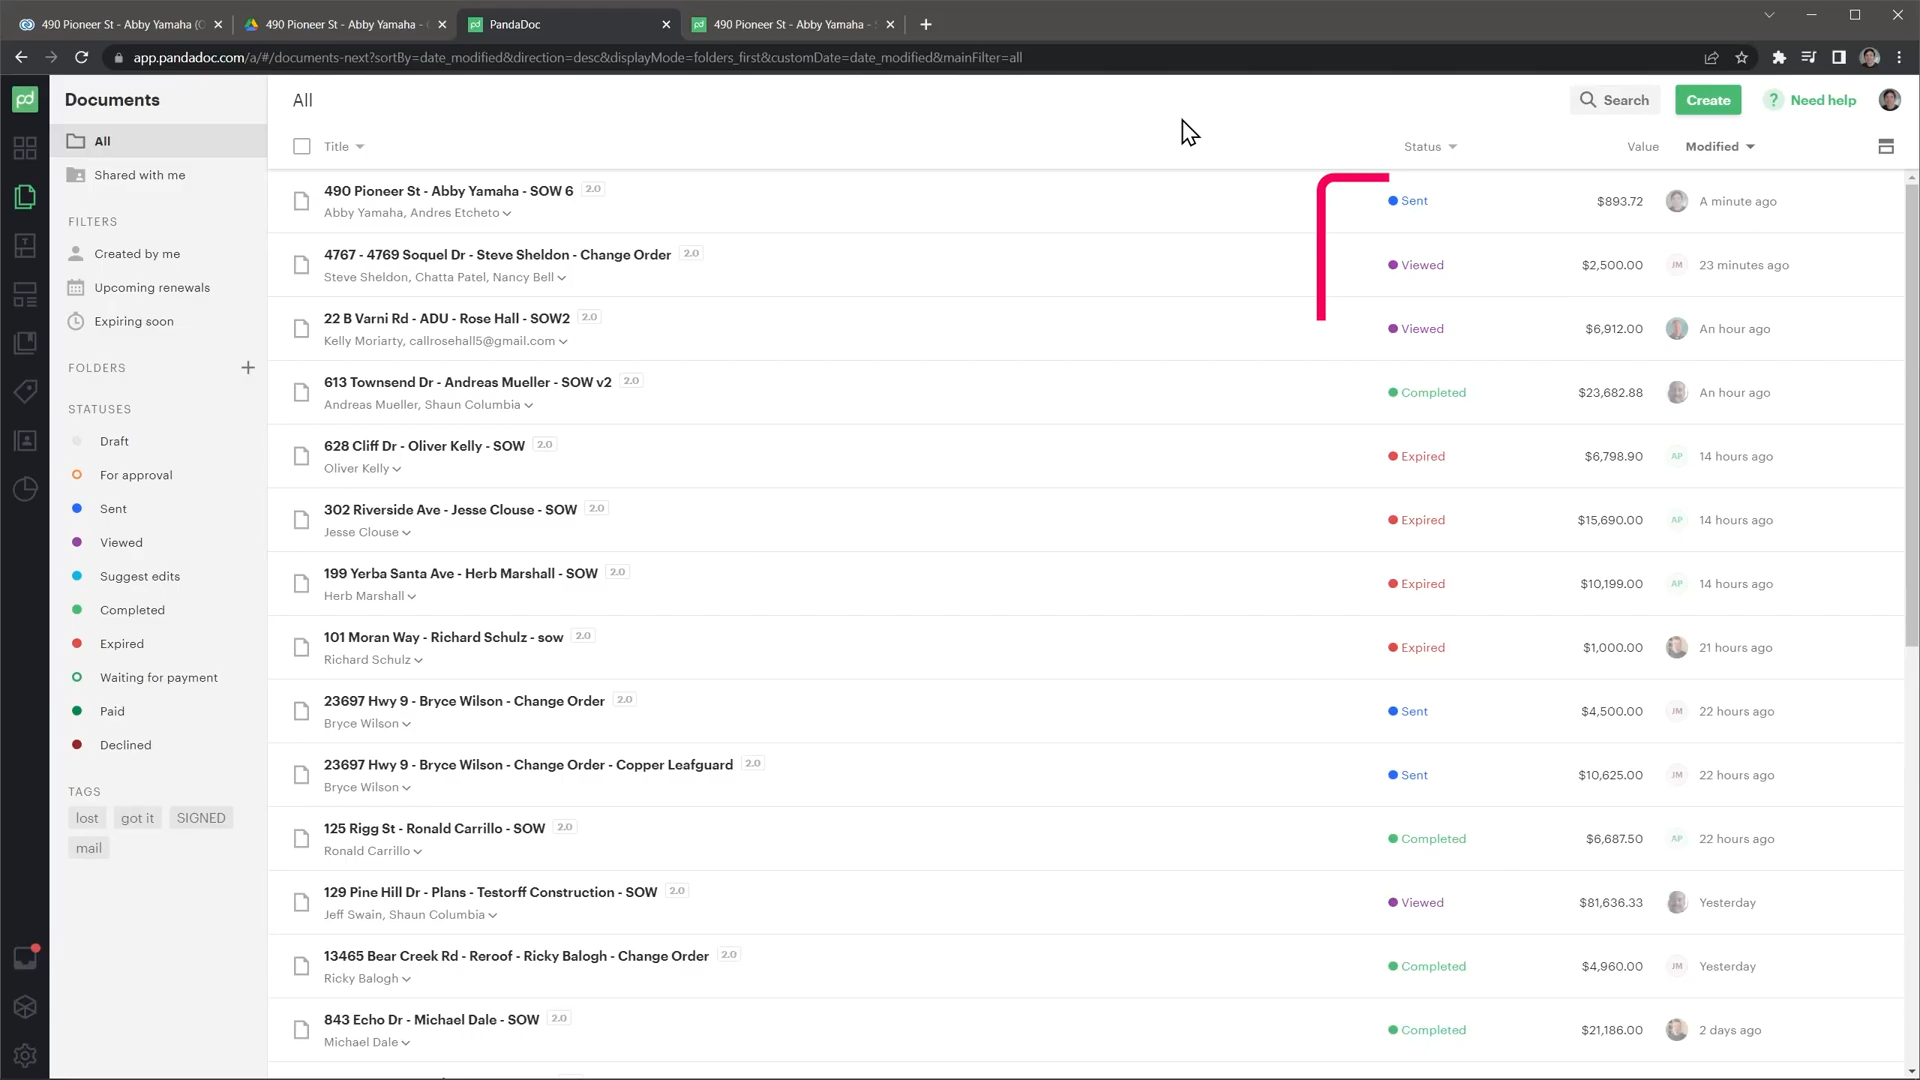 490 Pioneer St - Abby Yamaha (O
490 Pioneer St - Abby Yamaha -
pd PandaDoc
pd 490 Pioneer St - Abby Yamaha -
app.pandadoc.com/a/#/documents-next?sortBy=date_modified&direction=desc&displayMode=folders_first&customDate=date_modified&mainFilter=all
pd
Documents
All
Search
Create
? Need help
All
Shared with me
FILTERS
Created by me
Upcoming renewals
Expiring soon
FOLDERS
STATUSES
Draft
For approval
Sent
Viewed
Suggest edits
Completed
Expired
Waiting for payment
Paid
Declined
TAGS
lost got it SIGNED
mail
Title Status Value Modified
490 Pioneer St - Abby Yamaha - SOW 6 2.0
Abby Yamaha, Andres Etcheto
Sent $893.72 A minute ago
4767 - 4769 Soquel Dr - Steve Sheldon - Change Order 2.0
Steve Sheldon, Chatta Patel, Nancy Bell
Viewed $2,500.00 JM 23 minutes ago
22 B Varni Rd - ADU - Rose Hall - SOW2 2.0
Kelly Moriarty, callrosehall5@gmail.com
Viewed $6,912.00 An hour ago
613 Townsend Dr - Andreas Mueller - SOW v2 2.0
Andreas Mueller, Shaun Columbia
Completed $23,682.88 An hour ago
628 Cliff Dr - Oliver Kelly - SOW 2.0
Oliver Kelly
Expired $6,798.90 AP 14 hours ago
302 Riverside Ave - Jesse Clouse - SOW 2.0
Jesse Clouse
Expired $15,690.00 AP 14 hours ago
199 Yerba Santa Ave - Herb Marshall - SOW 2.0
Herb Marshall
Expired $10,199.00 AP 14 hours ago
101 Moran Way - Richard Schulz - sow 2.0
Richard Schulz
Expired $1,000.00 21 hours ago
23697 Hwy 9 - Bryce Wilson - Change Order 2.0
Bryce Wilson
Sent $4,500.00 JM 22 hours ago
23697 Hwy 9 - Bryce Wilson - Change Order - Copper Leafguard 2.0
Bryce Wilson
Sent $10,625.00 JM 22 hours ago
125 Rigg St - Ronald Carrillo - SOW 2.0
Ronald Carrillo
Completed $6,687.50 AP 22 hours ago
129 Pine Hill Dr - Plans - Testorff Construction - SOW 2.0
Jeff Swain, Shaun Columbia
Viewed $81,636.33 Yesterday
13465 Bear Creek Rd - Reroof - Ricky Balogh - Change Order 2.0
Ricky Balogh
Completed $4,960.00 JM Yesterday
843 Echo Dr - Michael Dale - SOW 2.0
Michael Dale
Completed $21,186.00 2 days ago